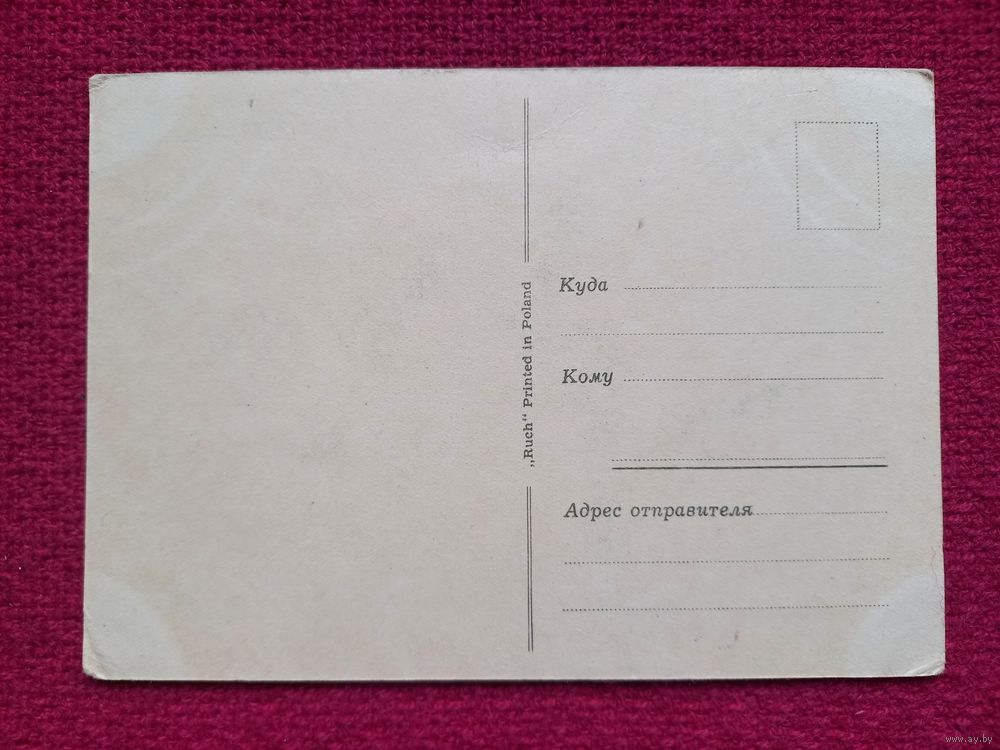 „Ruch“ Printed in Poland
Куда
Кому
Адрес отправителя
www.ay.by